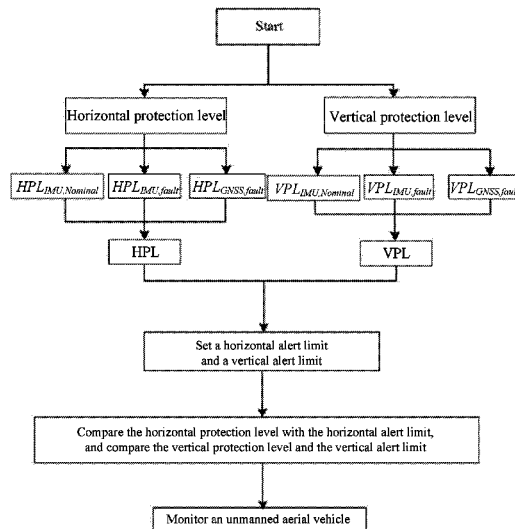 Start
Horizontal protection level
Vertical protection level
HPL_IMU,Nominal
HPL_IMU,fault
HPL_GNSS,fault
VPL_IMU,Nominal
VPL_IMU,fault
VPL_GNSS,faul
HPL
VPL
Set a horizontal alert limit
and a vertical alert limit
Compare the horizontal protection level with the horizontal alert limit,
and compare the vertical protection level and the vertical alert limit
Monitor an unmanned aerial vehicle